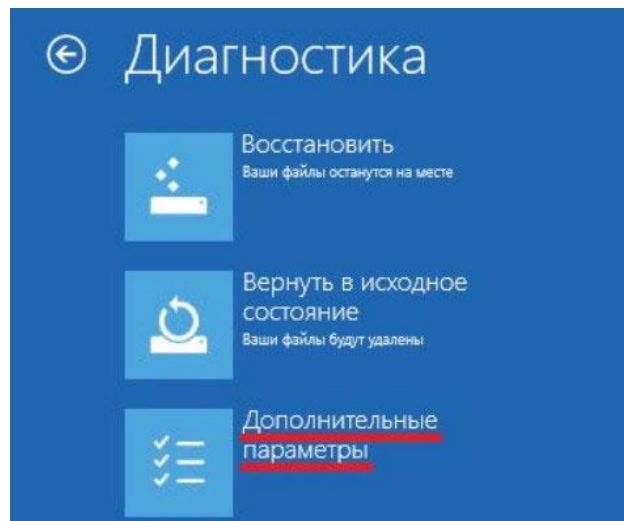 Диагностика
Восстановить
Ваши файлы останутся на месте
Вернуть в исходное
состояние
Ваши файлы будут удалены
Дополнительные
параметры